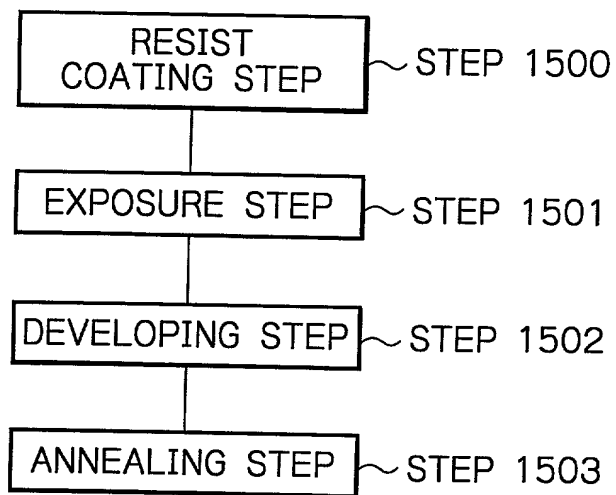 RESIST
COATING STEP
STEP 1500
EXPOSURE STEP
STEP 1501
DEVELOPING STEP
STEP 1502
ANNEALING STEP
STEP 1503